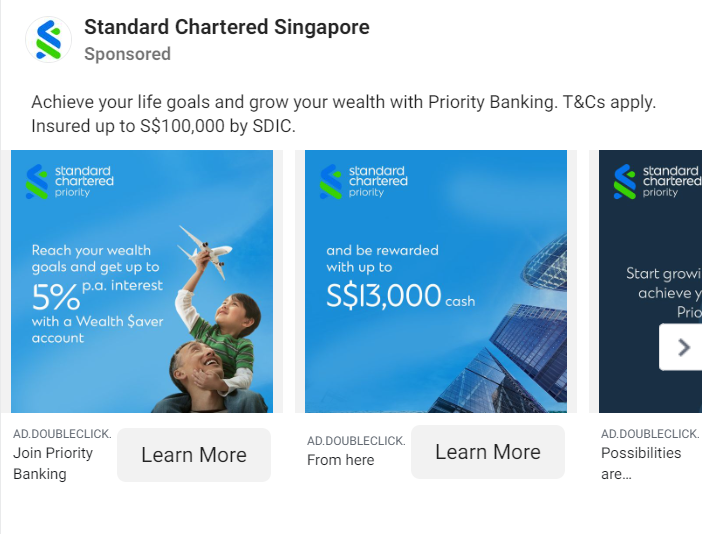 Standard Chartered Singapore
Sponsored
Achieve your life goals and grow your wealth with Priority Banking. T&Cs apply.
Insured up to S$100,000 by SDIC.
standard
chartered
priority
Reach your wealth
goals and get up to
5% p.a. interest
with a Wealth $aver
account
AD.DOUBLECLICK.
Join Priority
Banking
Learn More
standard
chartered
priority
and be rewarded
with up to
S$13,000 cash
AD.DOUBLECLICK.
From here
Learn More
standard
chartered
priority
Start growi
achieve y
Prio
AD.DOUBLECLICK.
Possibilities
are...